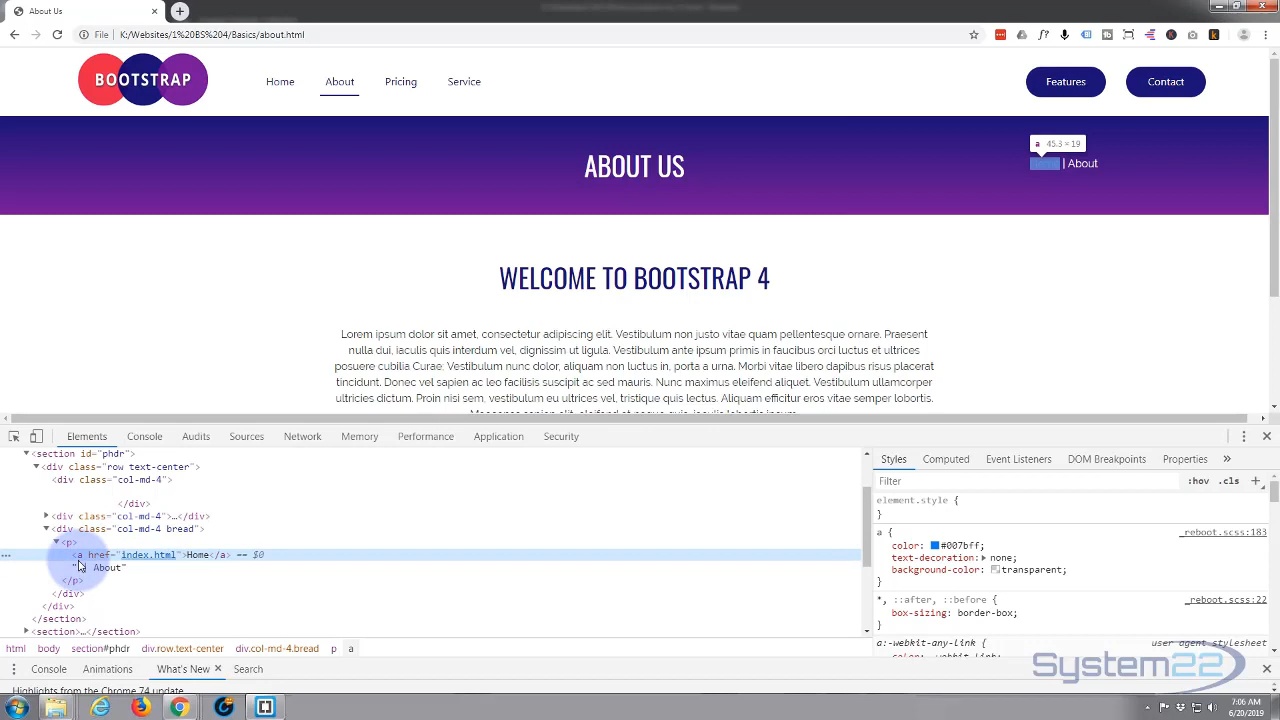 About Us
File | K:/Websites/1%20BS%204/Basics/about.html
BOOTSTRAP
Home About Pricing Service
Features Contact
a 45.3 × 19
ABOUT US
| About
WELCOME TO BOOTSTRAP 4
Lorem ipsum dolor sit amet, consectetur adipiscing elit. Vestibulum non justo vitae quam pellentesque ornare. Praesent
nulla dui, iaculis quis interdum vel, dignissim ut ligula. Vestibulum ante ipsum primis in faucibus orci luctus et ultrices
posuere cubilia Curae; Vestibulum nunc dolor, aliquam non luctus in, porta a urna. Morbi vitae libero dapibus risus placerat
tincidunt. Donec vel sapien ac leo facilisis suscipit ac sed mauris. Nunc maximus eleifend aliquet. Vestibulum ullamcorper
ultricies dictum. Proin nisi sem, vestibulum eu ultrices vel, tristique quis lectus. Aliquam efficitur eros semper lobortis.
Elements Console Audits Sources Network Memory Performance Application Security
<section id="phdr">
<div class="row text-center">
<div class="col-md-4">
</div>
<div class="col-md-4">…</div>
<div class="col-md-4 bread">
<p>
<a href="index.html">Home</a> == $0
About"
</p>
</div>
</div>
</section>
<section>…</section>
html body section#phdr div.row.text-center div.col-md-4.bread p a
Styles Computed Event Listeners DOM Breakpoints Properties »
Filter :hov .cls +
element.style {
}
a { _reboot.scss:183
color: #007bff;
text-decoration: none;
background-color: transparent;
}
*, ::after, ::before { _reboot.scss:22
box-sizing: border-box;
}
a:-webkit-any-link { user agent stylesheet
Console Animations What's New Search
Highlights from the Chrome 74 update
System22
7:06 AM
6/20/2019